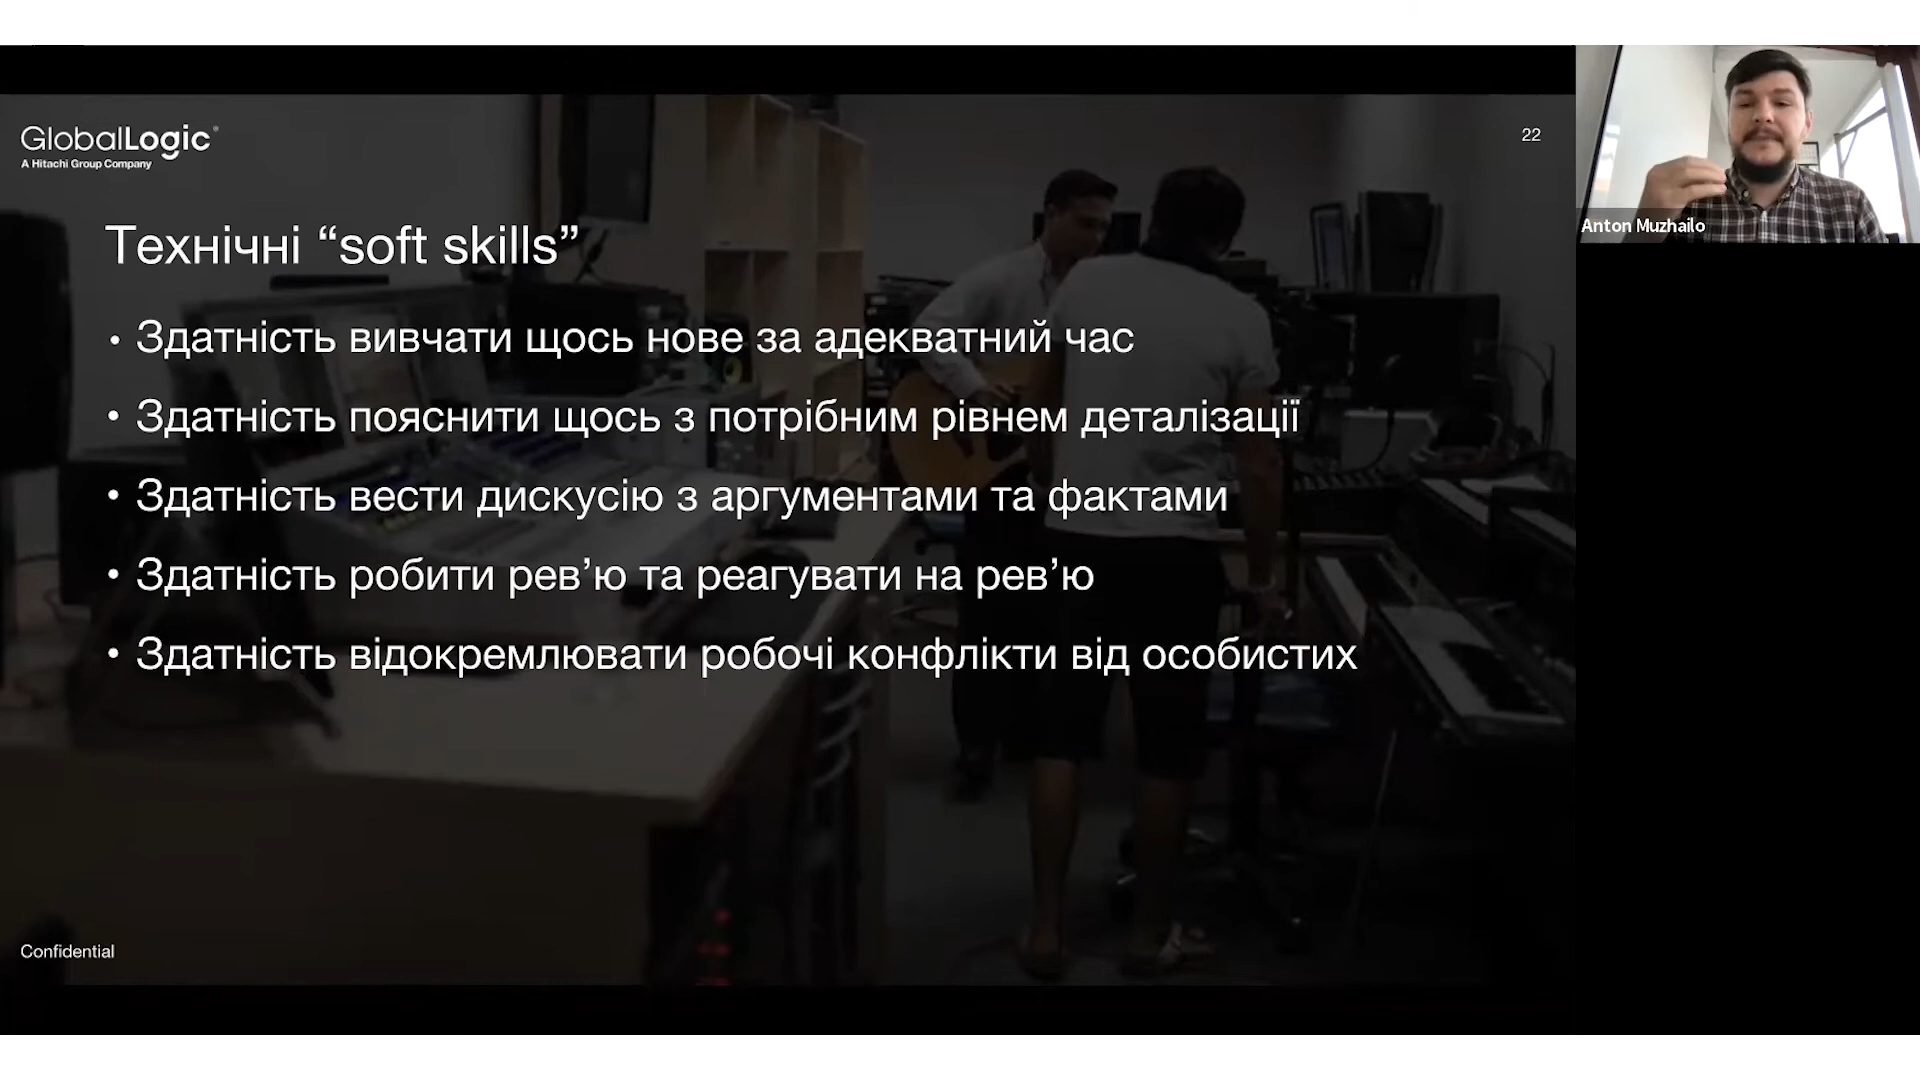 GlobalLogic
A Hitachi Group Company
22
Anton Muzhailo
Технічні “soft skills”
• Здатність вивчати щось нове за адекватний час
• Здатність пояснити щось з потрібним рівнем деталізації
• Здатність вести дискусію з аргументами та фактами
• Здатність робити рев’ю та реагувати на рев’ю
• Здатність відокремлювати робочі конфлікти від особистих
Confidential